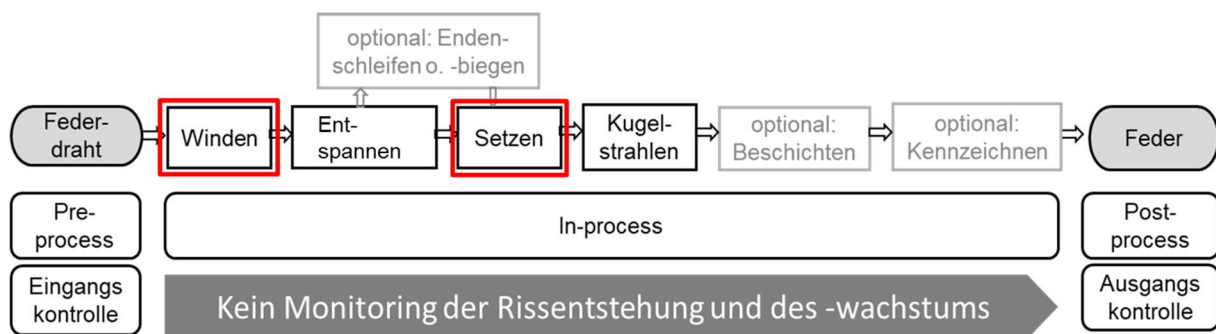 optional: Enden-
schleifen o. -biegen
Feder-
draht
Winden
Ent-
spannen
Setzen
Kugel-
strahlen
optional:
Beschichten
optional:
Kennzeichnen
Feder
Pre-
process
In-process
Post-
process
Eingangs
kontrolle
Kein Monitoring der Rissentstehung und des -wachstums
Ausgangs
kontrolle